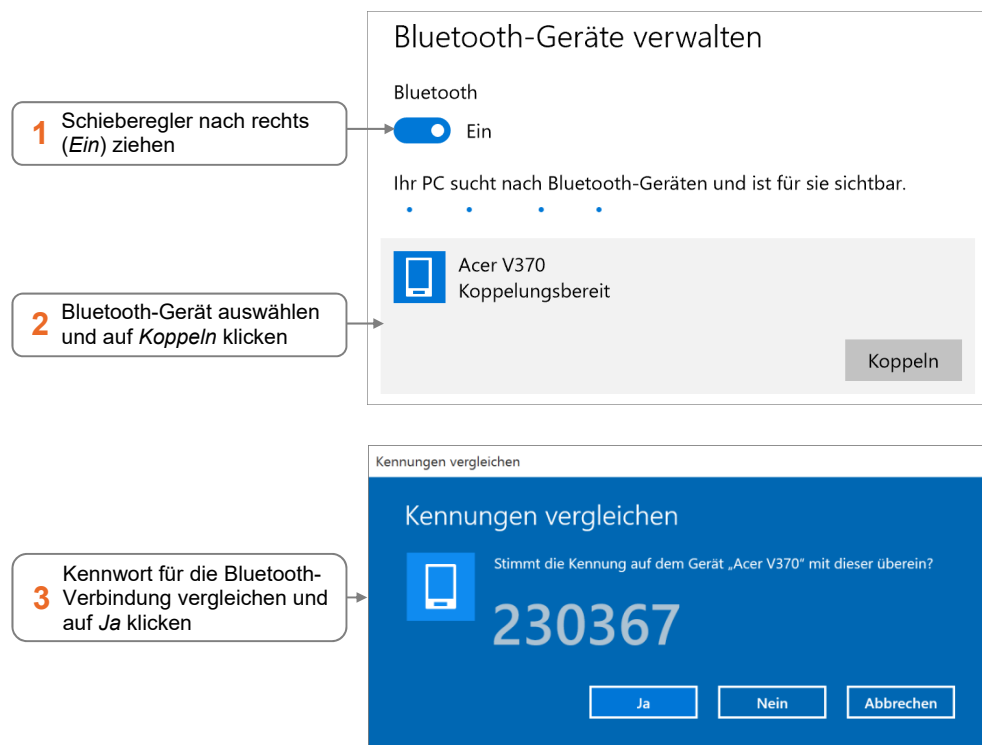 Bluetooth-Geräte verwalten
Bluetooth
1 Schieberegler nach rechts
(Ein) ziehen
Ein
Ihr PC sucht nach Bluetooth-Geräten und ist für sie sichtbar.
Acer V370
Koppelungsbereit
2 Bluetooth-Gerät auswählen
und auf Koppeln klicken
Koppeln
Kennungen vergleichen
Kennungen vergleichen
Stimmt die Kennung auf dem Gerät „Acer V370“ mit dieser überein?
3 Kennwort für die Bluetooth-
Verbindung vergleichen und
auf Ja klicken
230367
Ja Nein Abbrechen